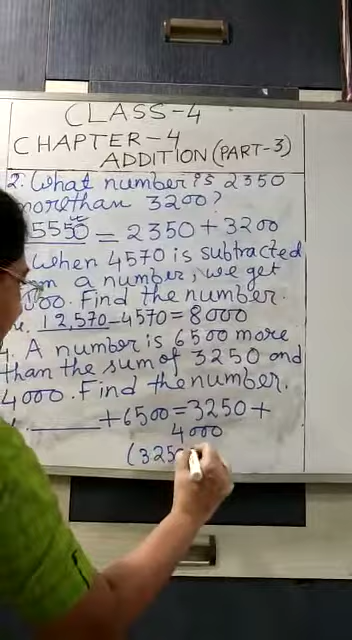 CLASS-4
CHAPTER-4
ADDITION (PART-3)
2. What number is 2350
more than 3200?
5550 = 2350 + 3200
When 4570 is subtracted
a number, we get
. Find the number.
12,570 - 4570 = 8000
4. A number is 6500 more
than the sum of 3250 and
4000. Find the number.
+ 6500 = 3250 +
4000
(325